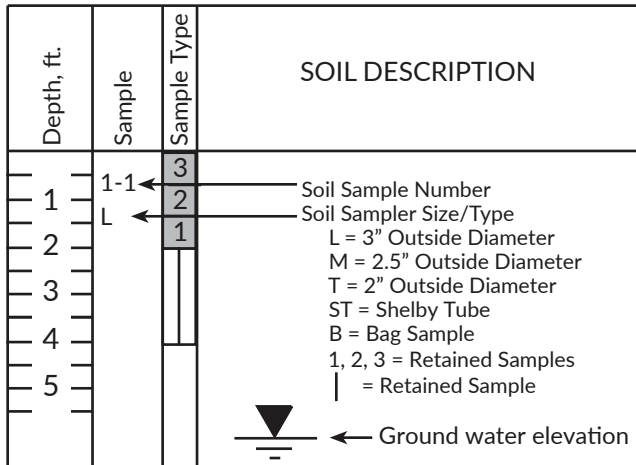 Depth, ft.
Sample
Sample Type
SOIL DESCRIPTION
3
1-1
Soil Sample Number
1
2
L
Soil Sampler Size/Type
1
L = 3” Outside Diameter
2
M = 2.5” Outside Diameter
T = 2” Outside Diameter
3
ST = Shelby Tube
B = Bag Sample
4
1, 2, 3 = Retained Samples
| = Retained Sample
5
Ground water elevation